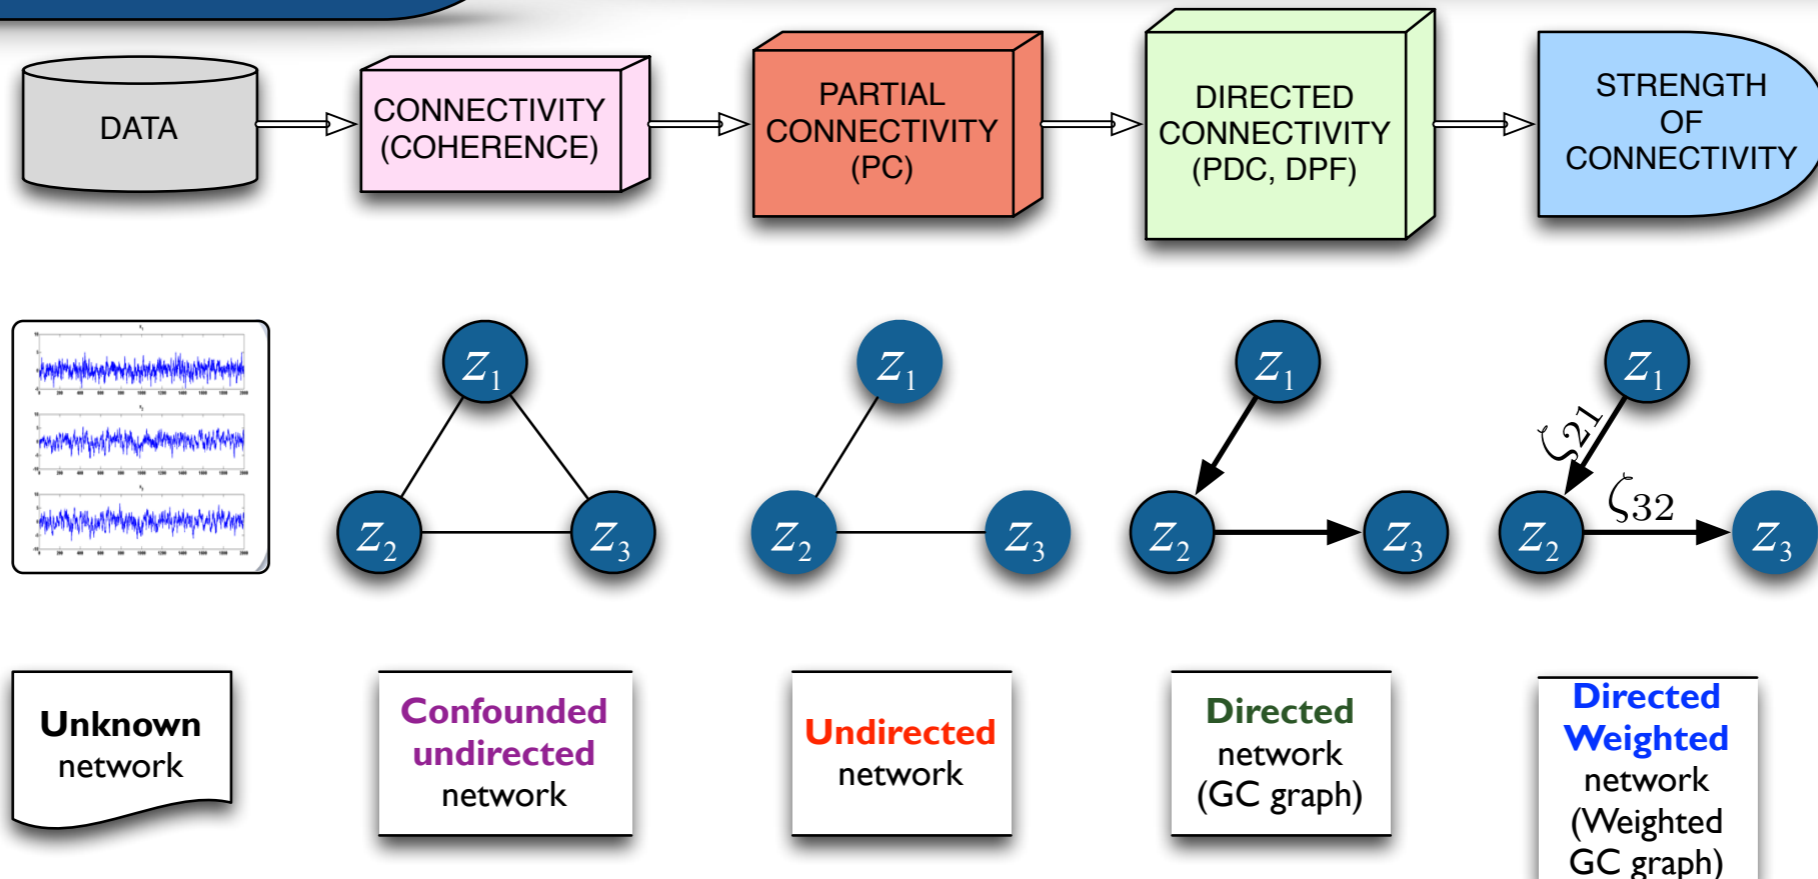 DATA
CONNECTIVITY
(COHERENCE)
PARTIAL
CONNECTIVITY
(PC)
DIRECTED
CONNECTIVITY
(PDC, DPF)
STRENGTH
OF
CONNECTIVITY
z₁
z₂
z₃
z₁
z₂
z₃
z₁
z₂
z₃
z₁
ζ₂₁
ζ₃₂
z₂
z₃
Unknown
network
Confounded
undirected
network
Undirected
network
Directed
network
(GC graph)
Directed
Weighted
network
(Weighted
GC graph)